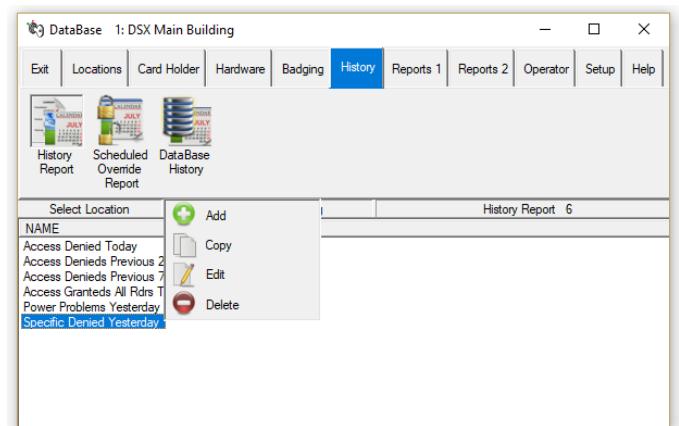 DataBase 1: DSX Main Building
Exit Locations Card Holder Hardware Badging History Reports 1 Reports 2 Operator Setup Help
History Report
Scheduled Override Report
DataBase History
Select Location
History Report 6
NAME
Access Denied Today
Access Denieds Previous 2
Access Denieds Previous 7
Access Granteds All Rdrs T
Power Problems Yesterday
Specific Denied Yesterday
Add
Copy
Edit
Delete